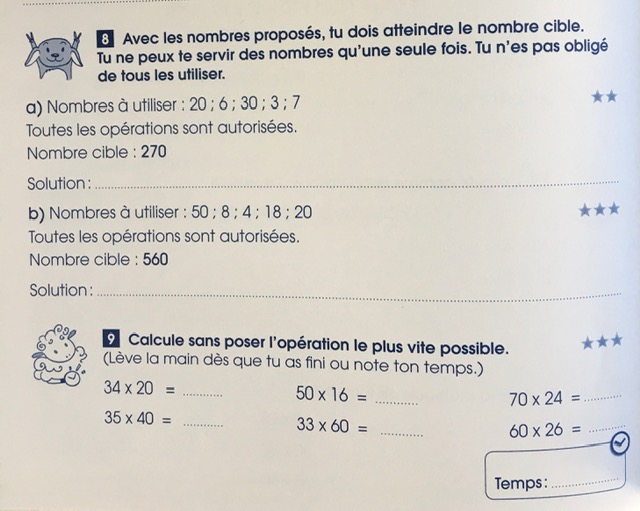 8 Avec les nombres proposés, tu dois atteindre le nombre cible.
Tu ne peux te servir des nombres qu'une seule fois. Tu n'es pas obligé
de tous les utiliser.
a) Nombres à utiliser : 20 ; 6 ; 30 ; 3 ; 7 ★★
Toutes les opérations sont autorisées.
Nombre cible : 270
Solution : ........
b) Nombres à utiliser : 50 ; 8 ; 4 ; 18 ; 20 ★★★
Toutes les opérations sont autorisées.
Nombre cible : 560
Solution : ........
9 Calcule sans poser l'opération le plus vite possible. ★★★
(Lève la main dès que tu as fini ou note ton temps.)
34 x 20 = ........ 50 x 16 = ........ 70 x 24 = ........
35 x 40 = ........ 33 x 60 = ........ 60 x 26 = ........
Temps : ........